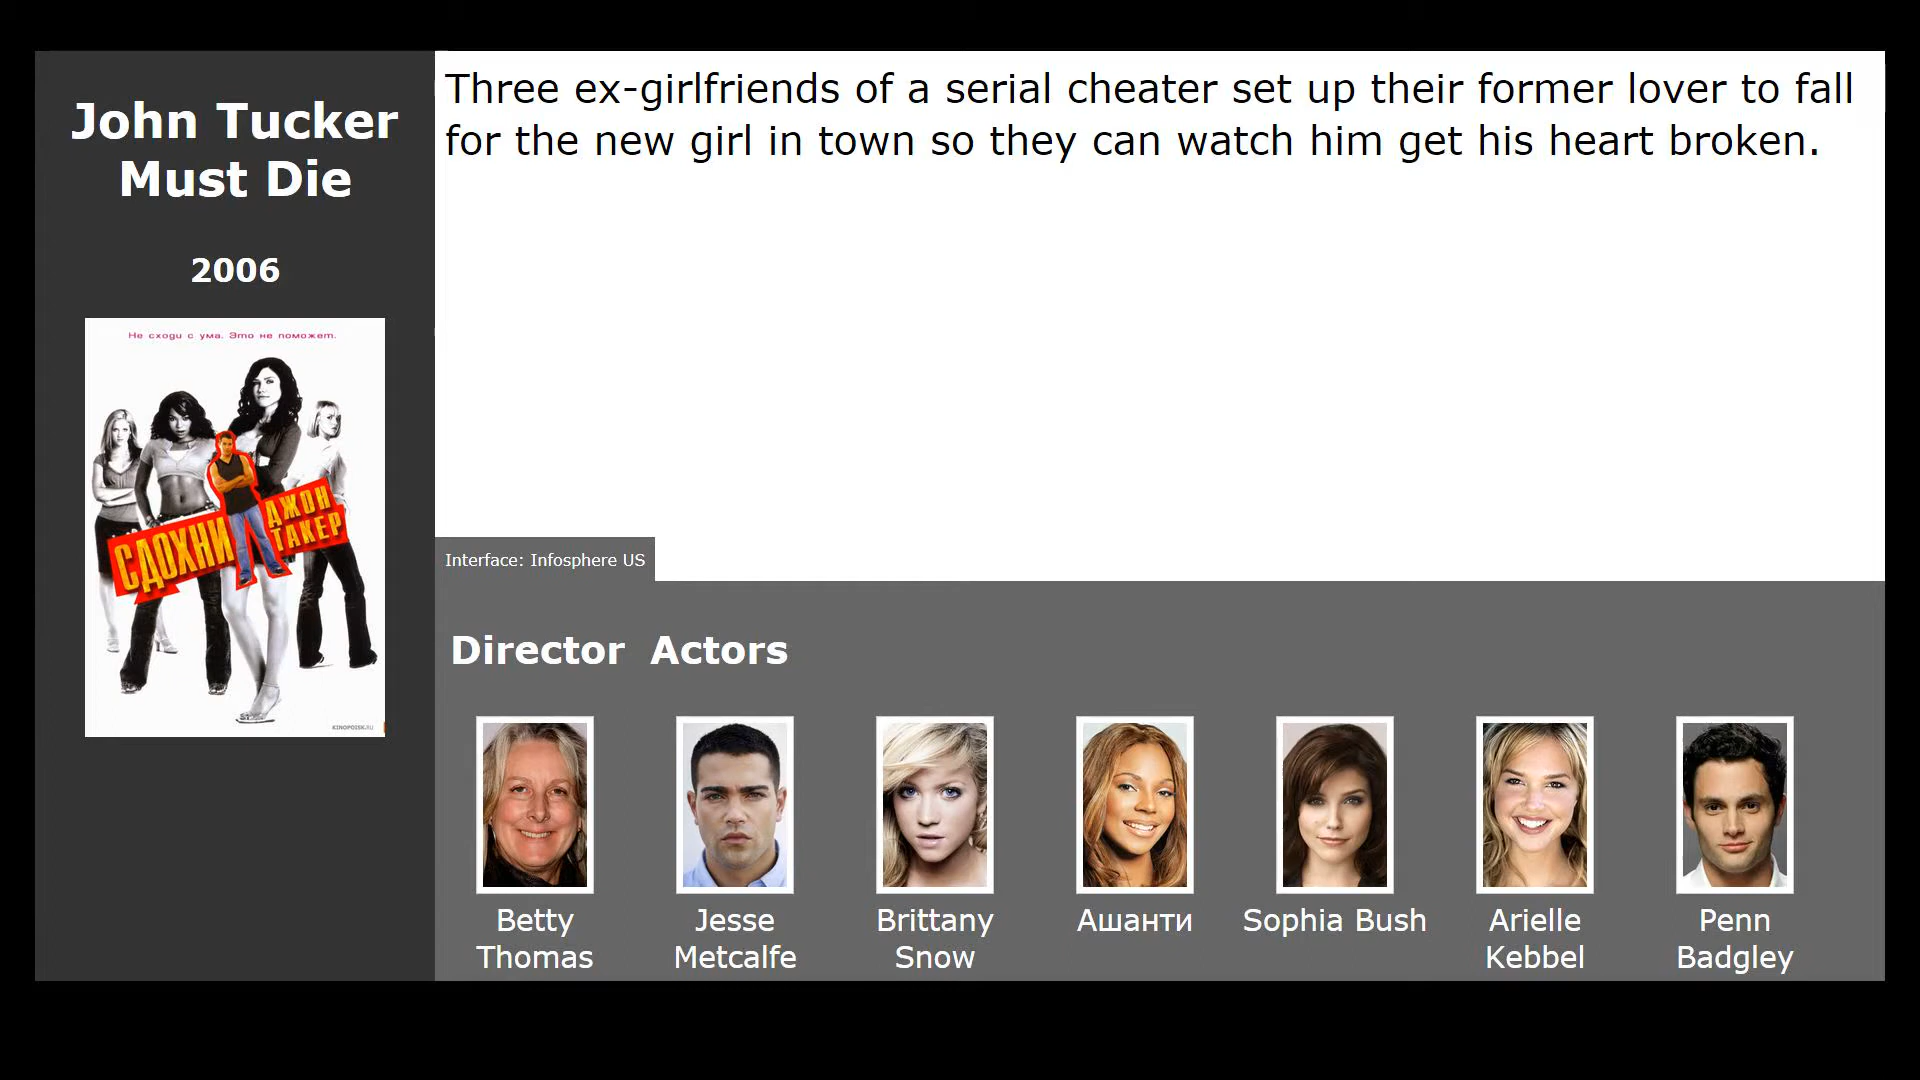 John Tucker
Must Die
2006
Не сходи с ума. Это не поможет.
СДОХНИ
ДЖОН
ТАКЕР
KINOPOISK.RU
Three ex-girlfriends of a serial cheater set up their former lover to fall
for the new girl in town so they can watch him get his heart broken.
Interface: Infosphere US
Director Actors
Betty
Thomas
Jesse
Metcalfe
Brittany
Snow
Ашанти
Sophia Bush
Arielle
Kebbel
Penn
Badgley